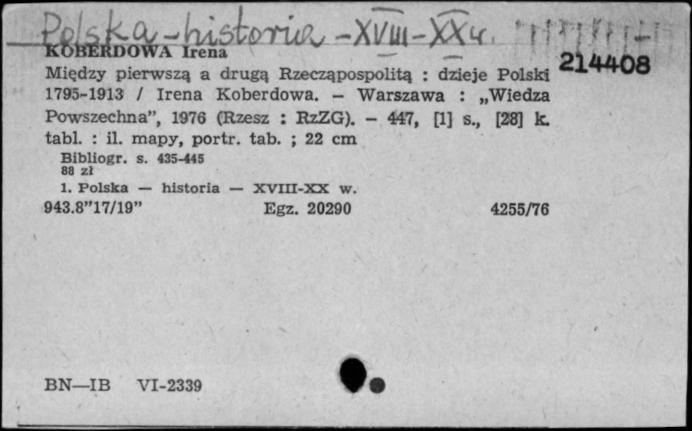 Polska - historia - XVIII-XX w.
KOBERDOWA Irena
214408
Między pierwszą a drugą Rzecząpospolitą : dzieje Polski
1795-1913 / Irena Koberdowa. — Warszawa : „Wiedza
Powszechna”, 1976 (Rzesz : RzZG). — 447, [1] s., [28] k.
tabl. : il. mapy, portr. tab. ; 22 cm
Bibliogr. s. 435-445
88 zł
1. Polska — historia — XVIII-XX w.
943.8”17/19” Egz. 20290 4255/76
BN—IB VI-2339